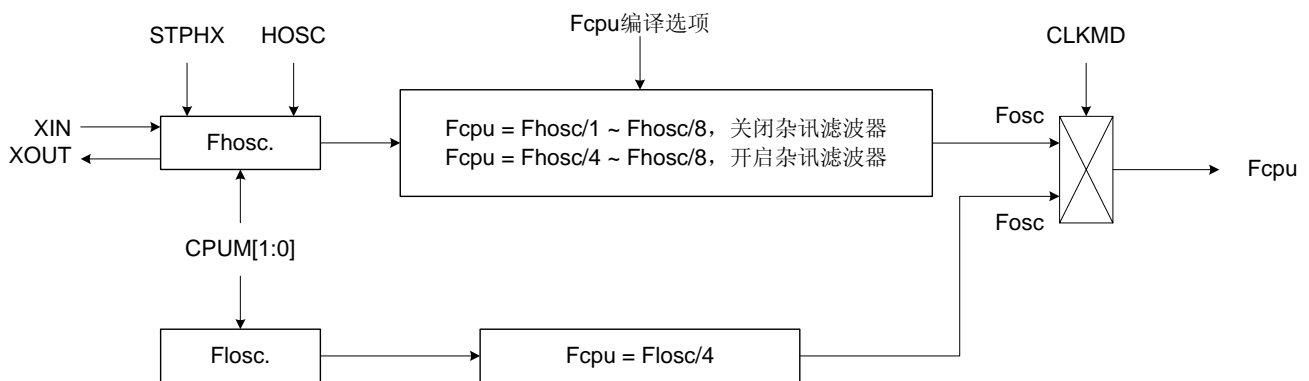 Fcpu编译选项
STPHX
HOSC
CLKMD
XIN
XOUT
Fhosc.
Fcpu = Fhosc/1 ~ Fhosc/8，关闭杂讯滤波器
Fcpu = Fhosc/4 ~ Fhosc/8，开启杂讯滤波器
Fosc
Fcpu
Fosc
CPUM[1:0]
Flosc.
Fcpu = Flosc/4